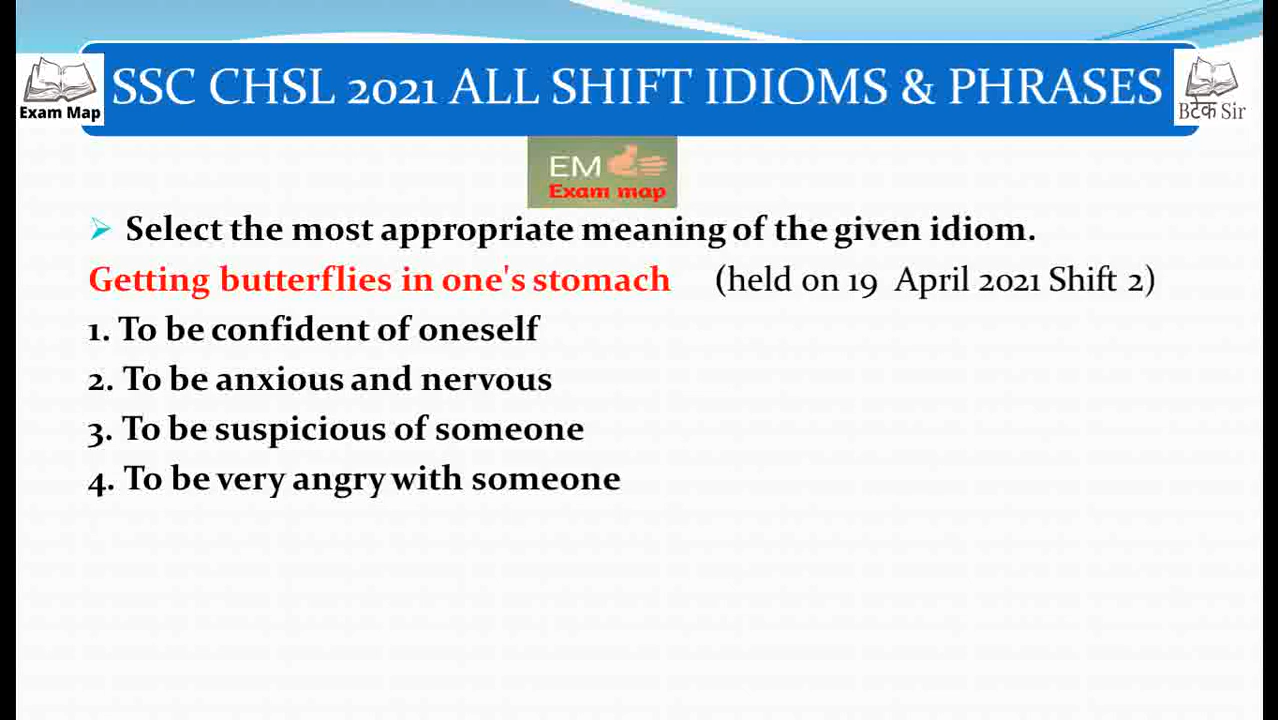 SSC CHSL 2021 ALL SHIFT IDIOMS & PHRASES
Exam Map
Bटेक Sir
EM
Exam map
Select the most appropriate meaning of the given idiom.
Getting butterflies in one's stomach (held on 19 April 2021 Shift 2)
1. To be confident of oneself
2. To be anxious and nervous
3. To be suspicious of someone
4. To be very angry with someone